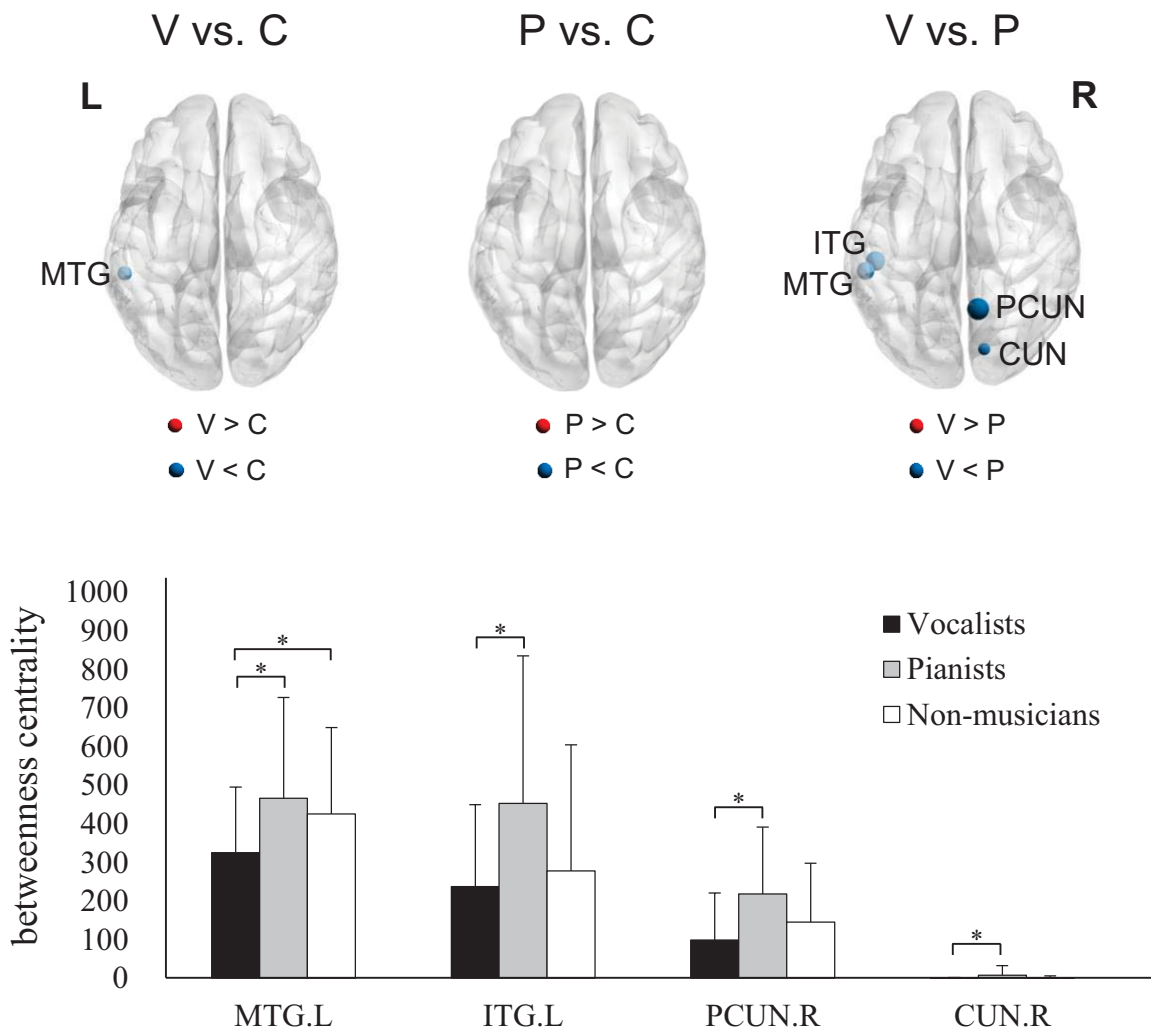 V vs. C
P vs. C
V vs. P
L
R
MTG
ITG
MTG
PCUN
CUN
V > C
V < C
P > C
P < C
V > P
V < P
betweenness centrality
1000
900
800
700
600
500
400
300
200
100
0
*
*
*
*
*
Vocalists
Pianists
Non-musicians
MTG.L
ITG.L
PCUN.R
CUN.R